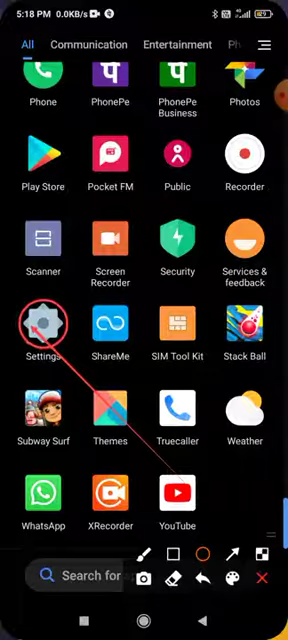 5:18 PM 0.0KB/s
All Communication Entertainment Ph
Phone PhonePe PhonePe Business Photos
Play Store Pocket FM Public Recorder
Scanner Screen Recorder Security Services & feedback
Settings ShareMe SIM Tool Kit Stack Ball
Subway Surf Themes Truecaller Weather
WhatsApp XRecorder YouTube
Search for